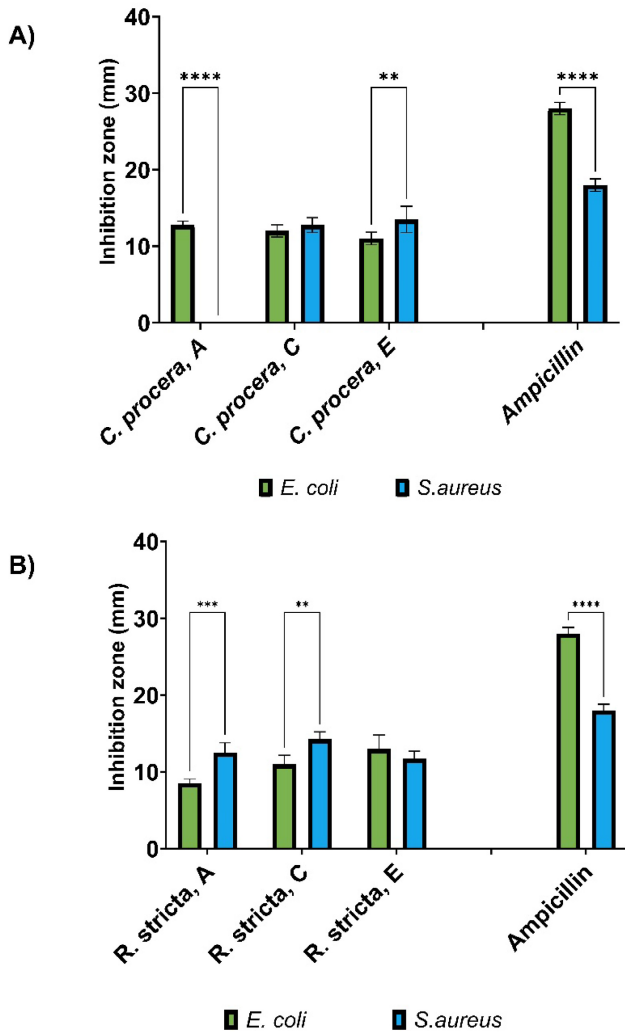 A)
Inhibition zone (mm)
40
30
20
10
0
****
**
****
C. procera, A
C. procera, C
C. procera, E
Ampicillin
E. coli
S.aureus
B)
Inhibition zone (mm)
40
30
20
10
0
***
**
****
R. stricta, A
R. stricta, C
R. stricta, E
Ampicillin
E. coli
S.aureus